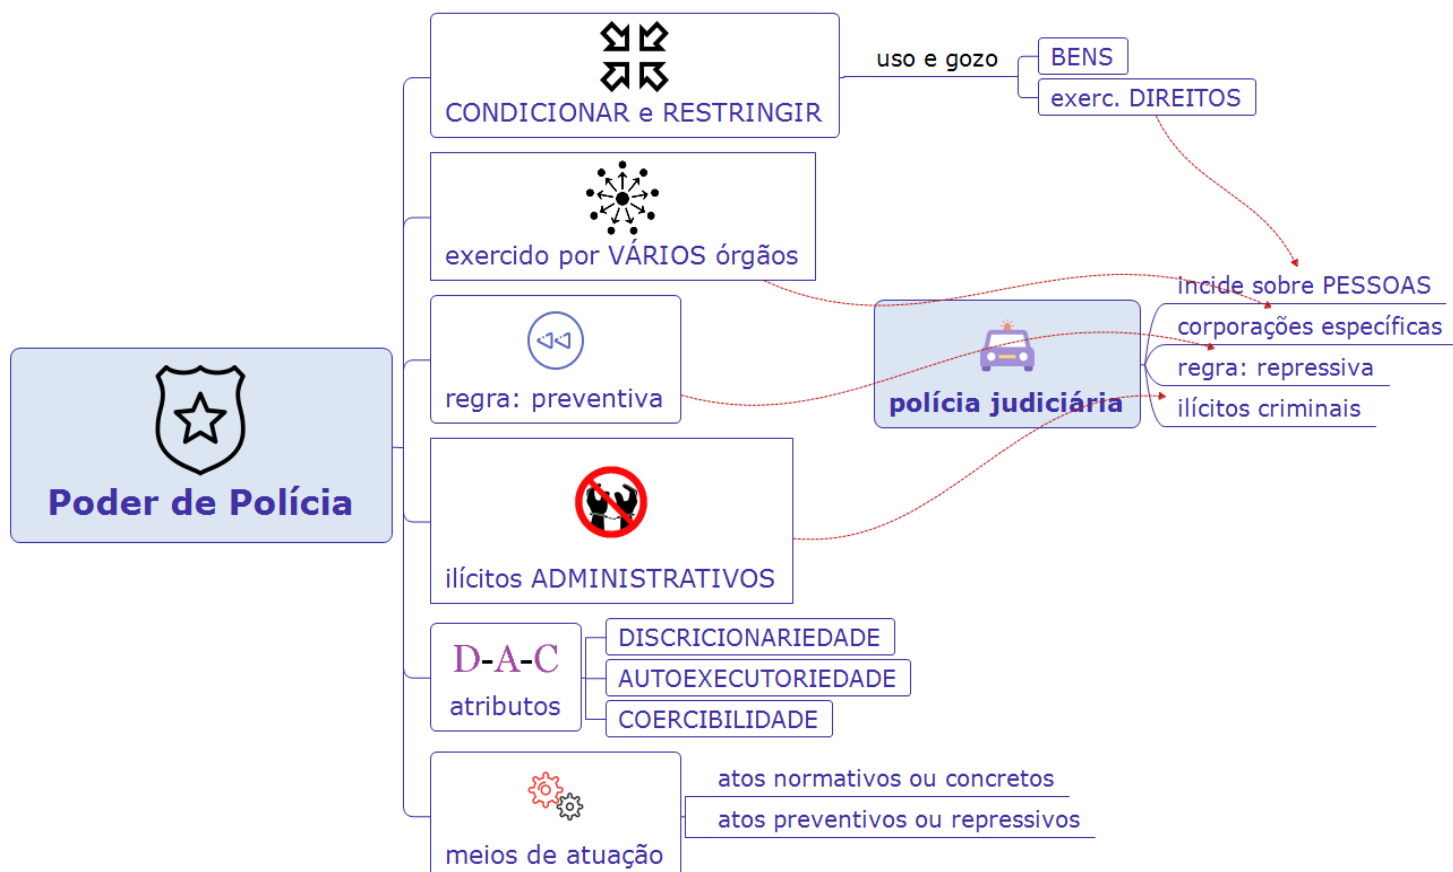 CONDICIONAR e RESTRINGIR
uso e gozo
BENS
exerc. DIREITOS
exercido por VÁRIOS órgãos
regra: preventiva
Poder de Polícia
ilícitos ADMINISTRATIVOS
polícia judiciária
incide sobre PESSOAS
corporações específicas
regra: repressiva
ilícitos criminais
D-A-C
atributos
DISCRICIONARIEDADE
AUTOEXECUTORIEDADE
COERCIBILIDADE
meios de atuação
atos normativos ou concretos
atos preventivos ou repressivos